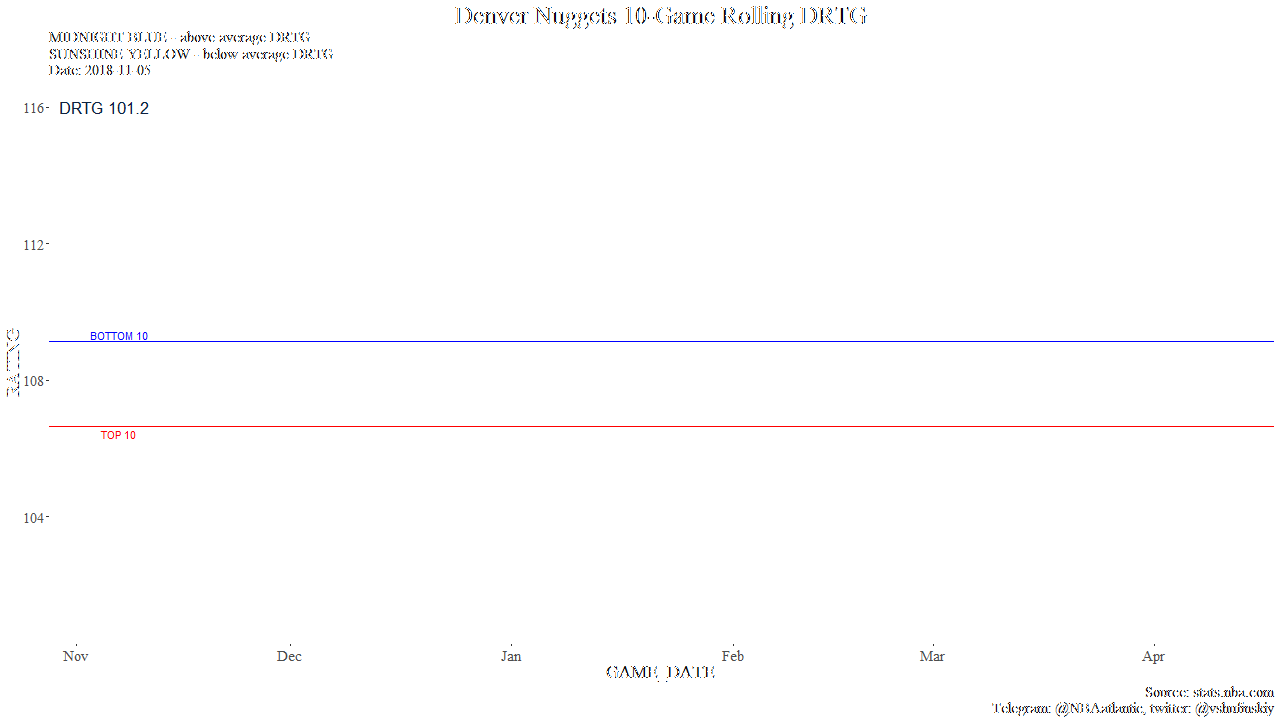 Denver Nuggets 10-Game Rolling DRTG
MIDNIGHT BLUE - above average DRTG
SUNSHINE YELLOW - below average DRTG
Date: 2018-11-05
116
DRTG 101.2
112
BOTTOM 10
RATING
108
TOP 10
104
Nov Dec Jan Feb Mar Apr
GAME_DATE
Source: stats.nba.com
Telegram: @NBAatlantic, twitter: @vshufinskiy